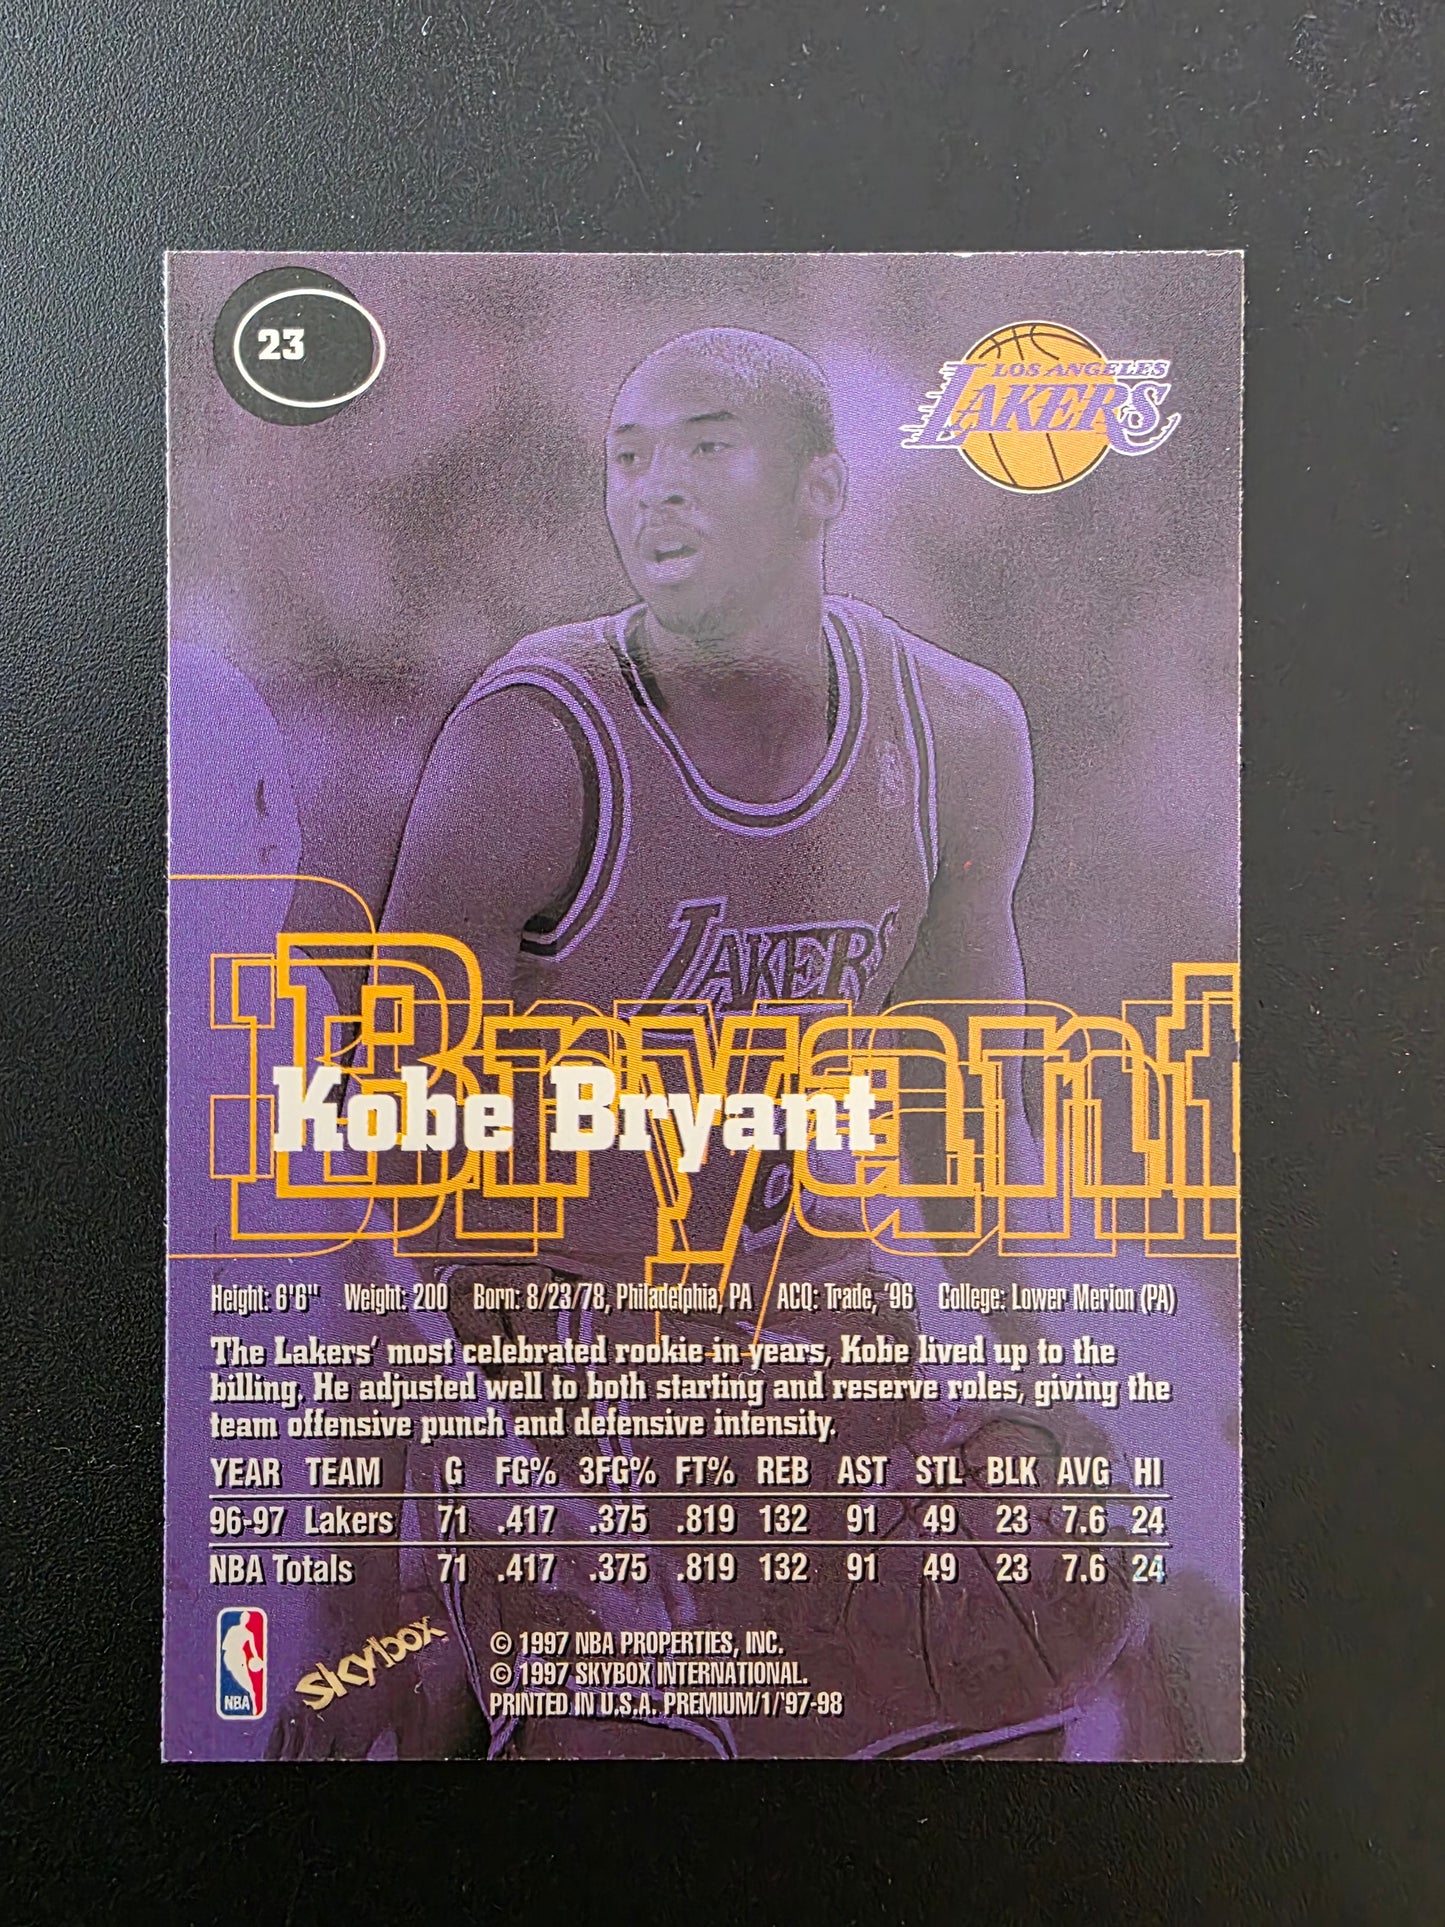 23
LOS ANGELES
LAKERS
LAKERS
Bryant
Kobe Bryant
Height: 6'6" Weight: 200 Born: 8/23/78, Philadelphia, PA ACQ: Trade, '96 College: Lower Merion (PA)
The Lakers' most celebrated rookie in years, Kobe lived up to the
billing. He adjusted well to both starting and reserve roles, giving the
team offensive punch and defensive intensity.
YEAR TEAM G FG% 3FG% FT% REB AST STL BLK AVG HI
96-97 Lakers 71 .417 .375 .819 132 91 49 23 7.6 24
NBA Totals 71 .417 .375 .819 132 91 49 23 7.6 24
NBA
skybox
© 1997 NBA PROPERTIES, INC.
© 1997 SKYBOX INTERNATIONAL.
PRINTED IN U.S.A. PREMIUM/1/'97-98